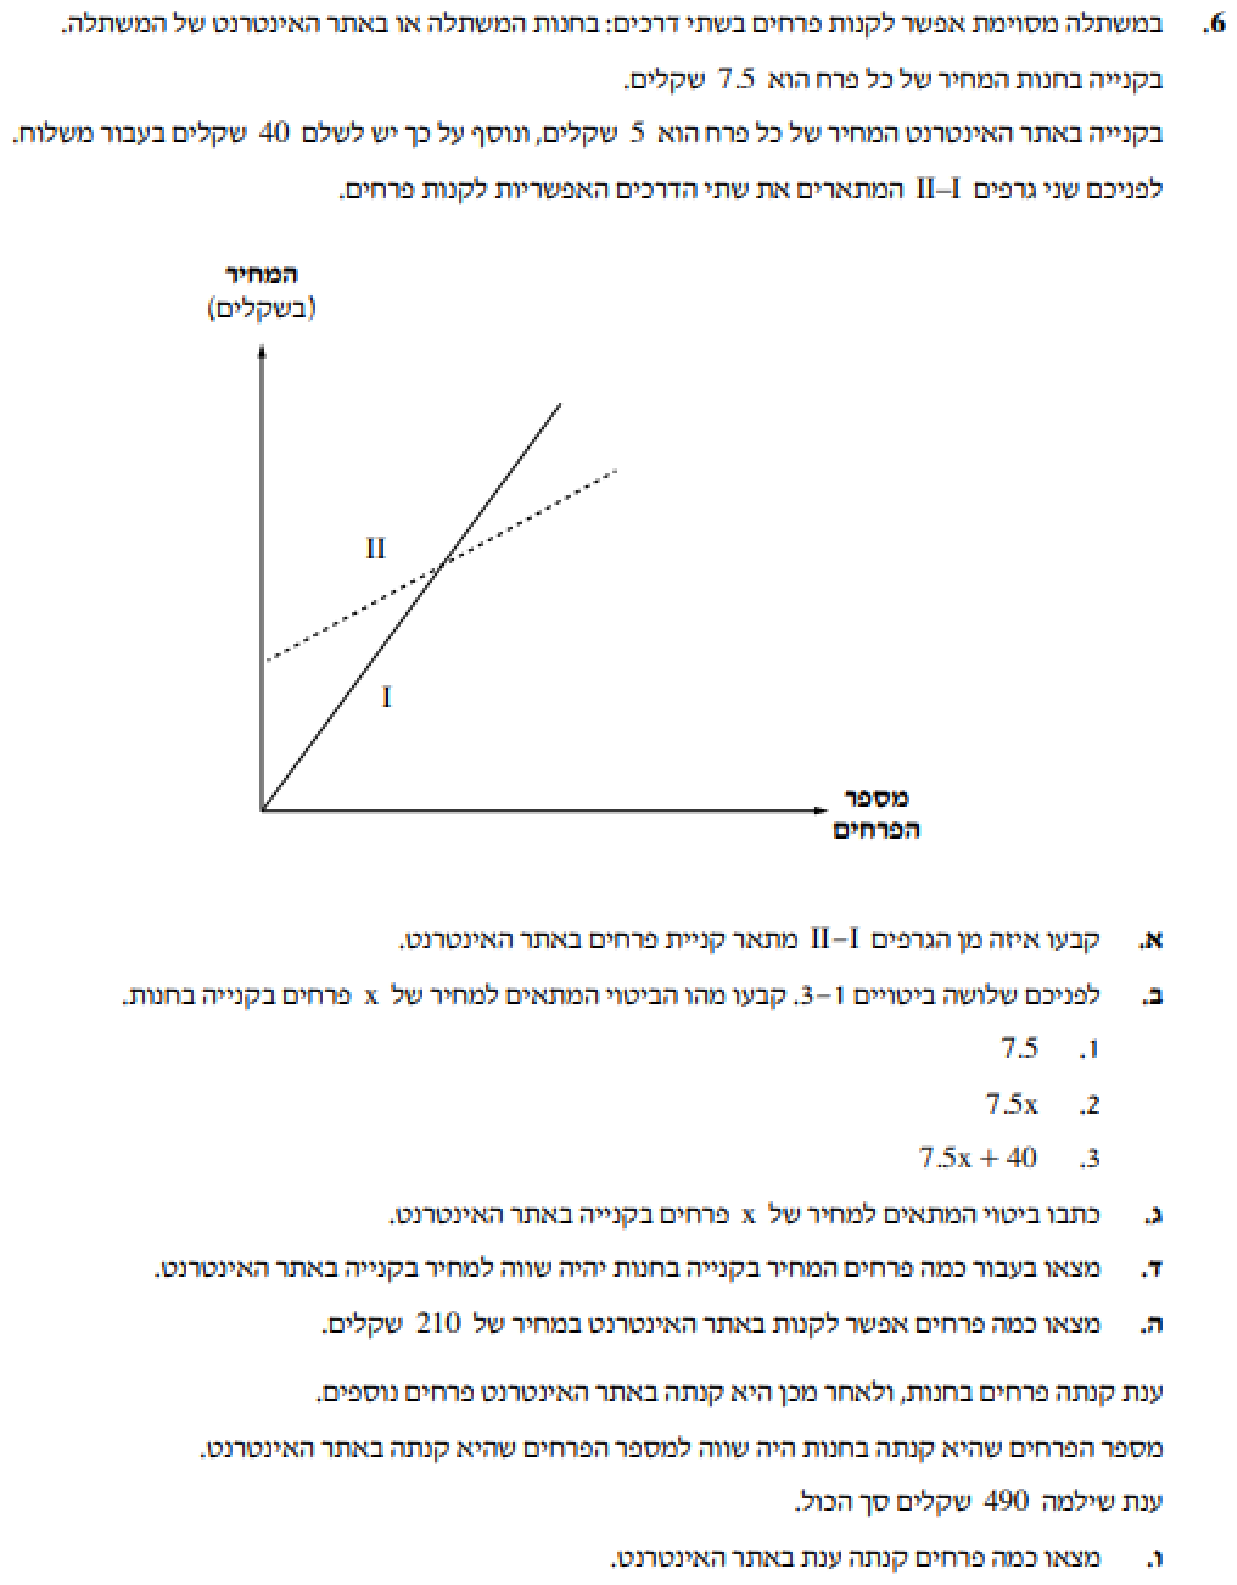 6. במשתלה מסוימת אפשר לקנות פרחים בשתי דרכים: בחנות המשתלה או באתר האינטרנט של המשתלה.
בקנייה בחנות המחיר של כל פרח הוא 7.5 שקלים.
בקנייה באתר האינטרנט המחיר של כל פרח הוא 5 שקלים, ונוסף על כך יש לשלם 40 שקלים בעבור משלוח.
לפניכם שני גרפים I–II המתארים את שתי הדרכים האפשריות לקנות פרחים.
המחיר
(בשקלים)
II
I
מספר
הפרחים
א. קבעו איזה מן הגרפים I–II מתאר קניית פרחים באתר האינטרנט.
ב. לפניכם שלושה ביטויים 1–3. קבעו מהו הביטוי המתאים למחיר של x פרחים בקנייה בחנות.
1. 7.5
2. 7.5x
3. 7.5x + 40
ג. כתבו ביטוי המתאים למחיר של x פרחים בקנייה באתר האינטרנט.
ד. מצאו בעבור כמה פרחים המחיר בקנייה בחנות יהיה שווה למחיר בקנייה באתר האינטרנט.
ה. מצאו כמה פרחים אפשר לקנות באתר האינטרנט במחיר של 210 שקלים.
ענת קנתה פרחים בחנות, ולאחר מכן היא קנתה באתר האינטרנט פרחים נוספים.
מספר הפרחים שהיא קנתה בחנות היה שווה למספר הפרחים שהיא קנתה באתר האינטרנט.
ענת שילמה 490 שקלים סך הכול.
ו. מצאו כמה פרחים קנתה ענת באתר האינטרנט.